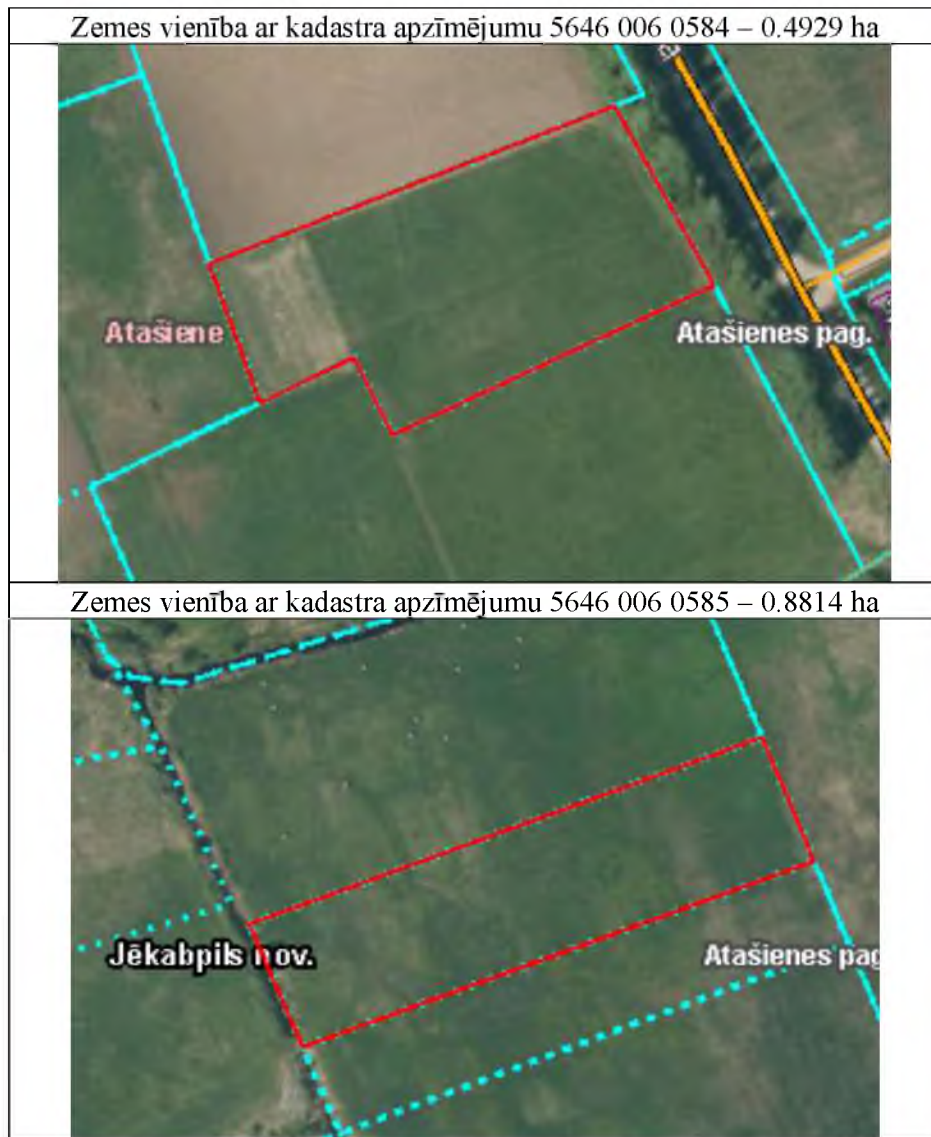 Zemes vienība ar kadastra apzīmējumu 5646 006 0584 – 0.4929 ha
Atašiene
Atašienes pag.
Zemes vienība ar kadastra apzīmējumu 5646 006 0585 – 0.8814 ha
Jēkabpils nov.
Atašienes pag